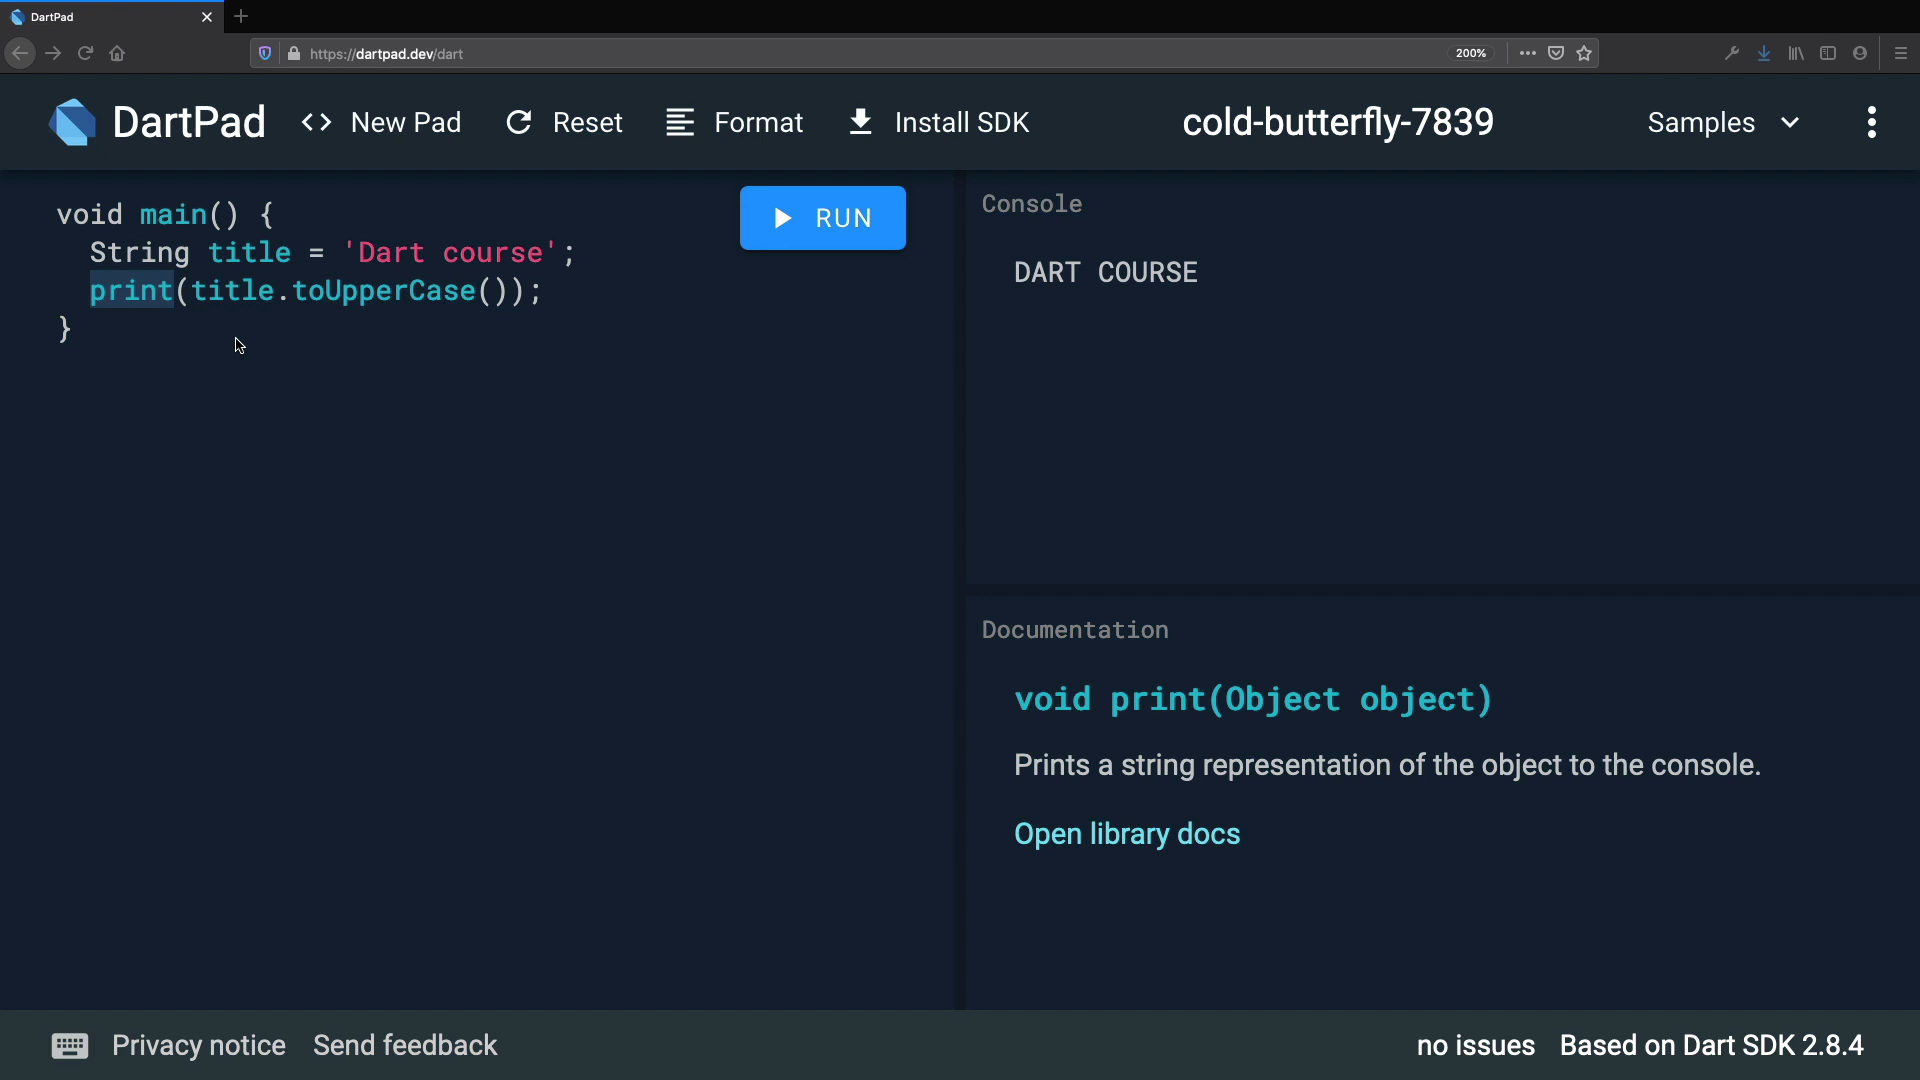 DartPad
https://dartpad.dev/dart
200%
DartPad
New Pad
Reset
Format
Install SDK
cold-butterfly-7839
Samples
void main() {
  String title = 'Dart course';
  print(title.toUpperCase());
}
RUN
Console
DART COURSE
Documentation
void print(Object object)
Prints a string representation of the object to the console.
Open library docs
Privacy notice
Send feedback
no issues
Based on Dart SDK 2.8.4